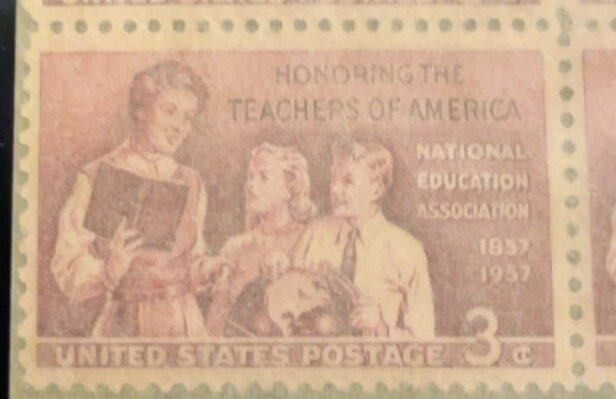 HONORING THE
TEACHERS OF AMERICA
NATIONAL
EDUCATION
ASSOCIATION
1857
1957
3¢
UNITED STATES POSTAGE